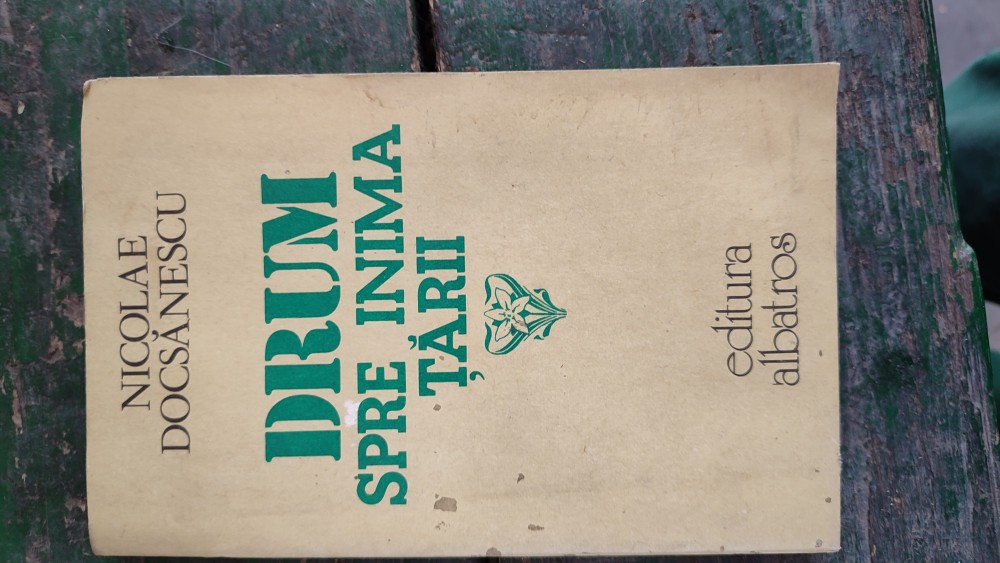 NICOLAE
DOCSĂNESCU
DRUM
SPRE INIMA
ȚĂRII
editura
albatros